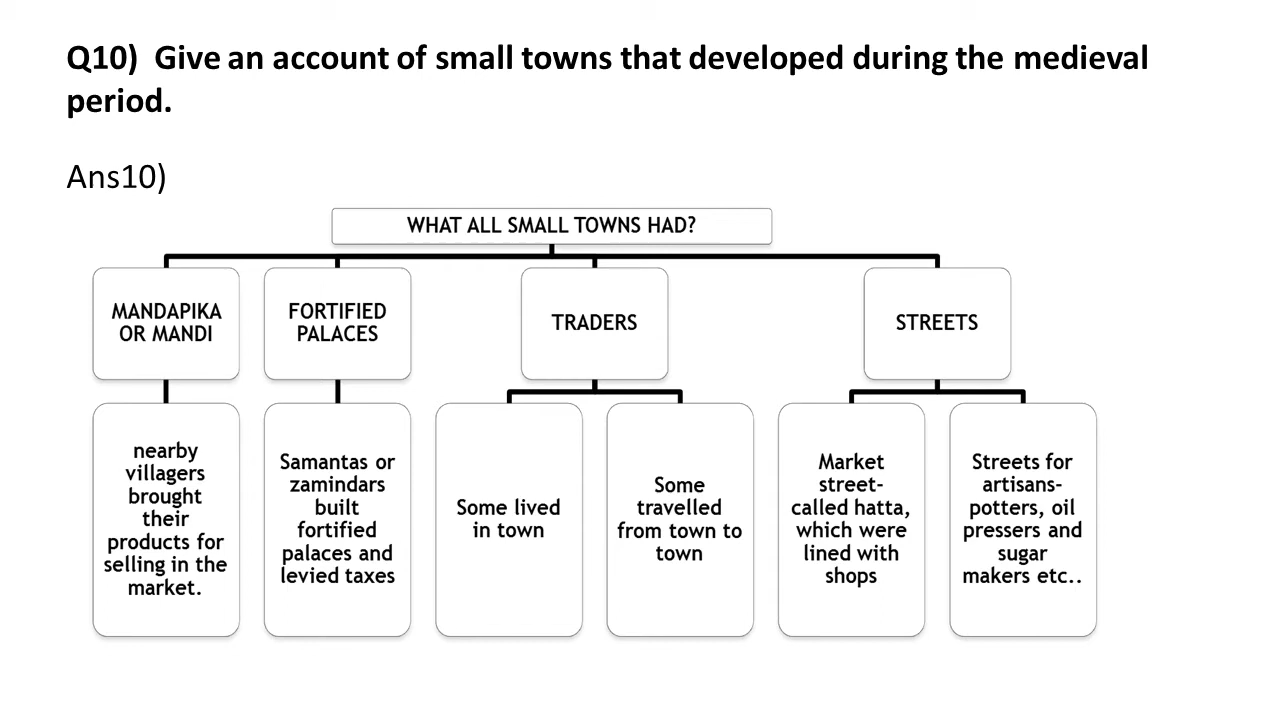 Q10)  Give an account of small towns that developed during the medieval
period.
Ans10)
WHAT ALL SMALL TOWNS HAD?
MANDAPIKA
OR MANDI
nearby
villagers
brought
their
products for
selling in the
market.
FORTIFIED
PALACES
Samantas or
zamindars
built
fortified
palaces and
levied taxes
TRADERS
Some lived
in town
Some
travelled
from town to
town
STREETS
Market
street-
called hatta,
which were
lined with
shops
Streets for
artisans-
potters, oil
pressers and
sugar
makers etc..